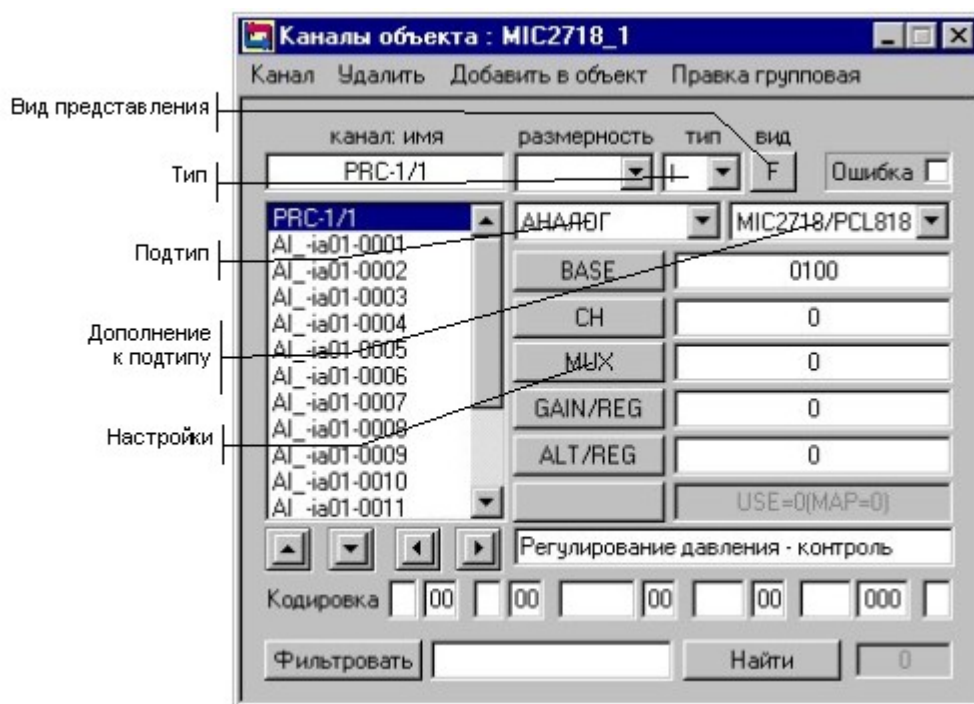 Каналы объекта : MIC2718_1
Канал Удалить Добавить в объект Правка групповая
Вид представления
канал: имя размерность тип вид
Тип
PRC-1/1 I F Ошибка
PRC-1/1 АНАЛОГ MIC2718/PCL818
AI_-ia01-0001
Подтип
AI_-ia01-0002 BASE 0100
AI_-ia01-0003
AI_-ia01-0004 CH 0
Дополнение
к подтипу
AI_-ia01-0005
AI_-ia01-0006 MUX 0
AI_-ia01-0007 GAIN/REG 0
Настройки
AI_-ia01-0008
AI_-ia01-0009 ALT/REG 0
AI_-ia01-0010
AI_-ia01-0011 USE=0(MAP=0)
Регулирование давления - контроль
Кодировка 00 00 00 00 000
Фильтровать Найти 0